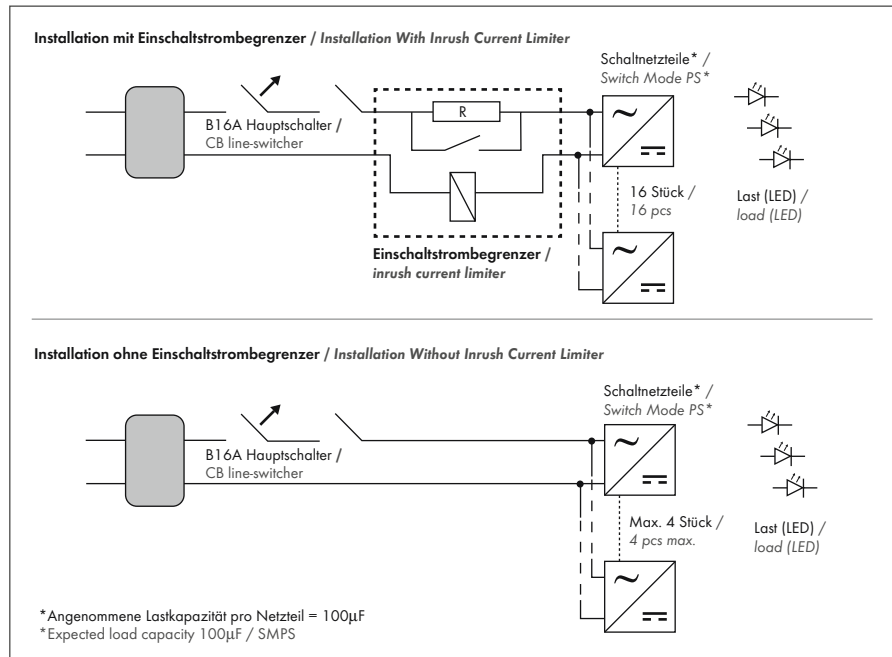 Installation mit Einschaltstrombegrenzer / Installation With Inrush Current Limiter
Schaltnetzteile* /
Switch Mode PS*
R
B16A Hauptschalter /
CB line-switcher
16 Stück /
16 pcs
Last (LED) /
load (LED)
Einschaltstrombegrenzer /
inrush current limiter
Installation ohne Einschaltstrombegrenzer / Installation Without Inrush Current Limiter
Schaltnetzteile* /
Switch Mode PS*
B16A Hauptschalter /
CB line-switcher
Max. 4 Stück /
4 pcs max.
Last (LED) /
load (LED)
*Angenommene Lastkapazität pro Netzteil = 100µF
*Expected load capacity 100µF / SMPS